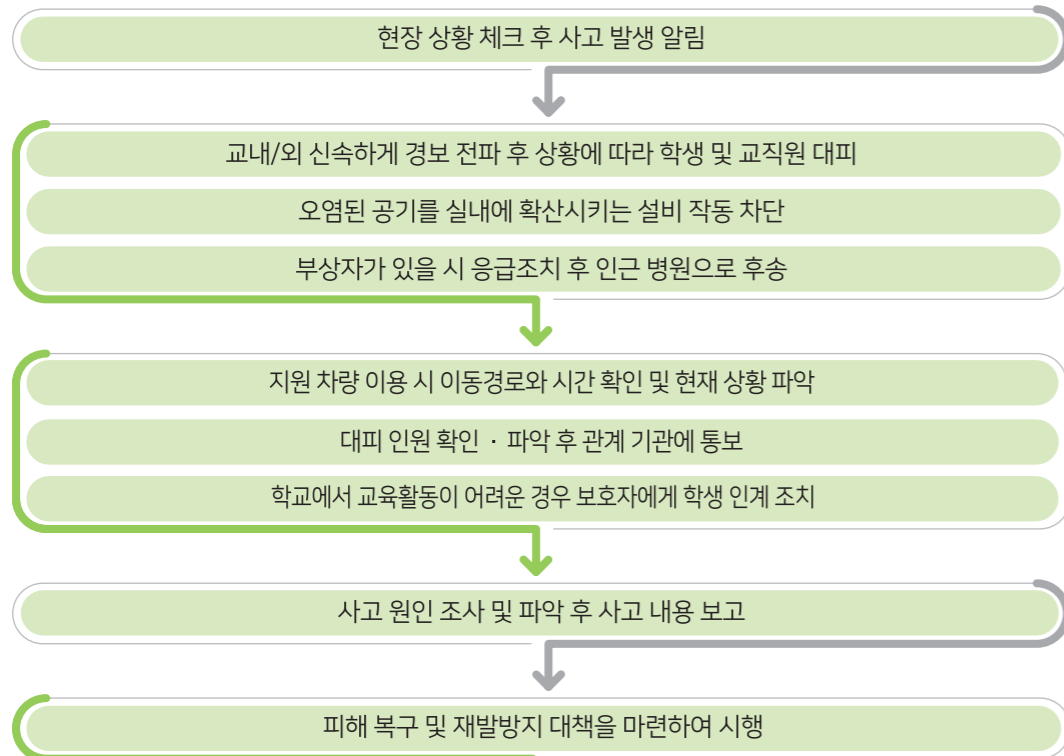 현장 상황 체크 후 사고 발생 알림
교내/외 신속하게 경보 전파 후 상황에 따라 학생 및 교직원 대피
오염된 공기를 실내에 확산시키는 설비 작동 차단
부상자가 있을 시 응급조치 후 인근 병원으로 후송
지원 차량 이용 시 이동경로와 시간 확인 및 현재 상황 파악
대피 인원 확인 · 파악 후 관계 기관에 통보
학교에서 교육활동이 어려운 경우 보호자에게 학생 인계 조치
사고 원인 조사 및 파악 후 사고 내용 보고
피해 복구 및 재발방지 대책을 마련하여 시행